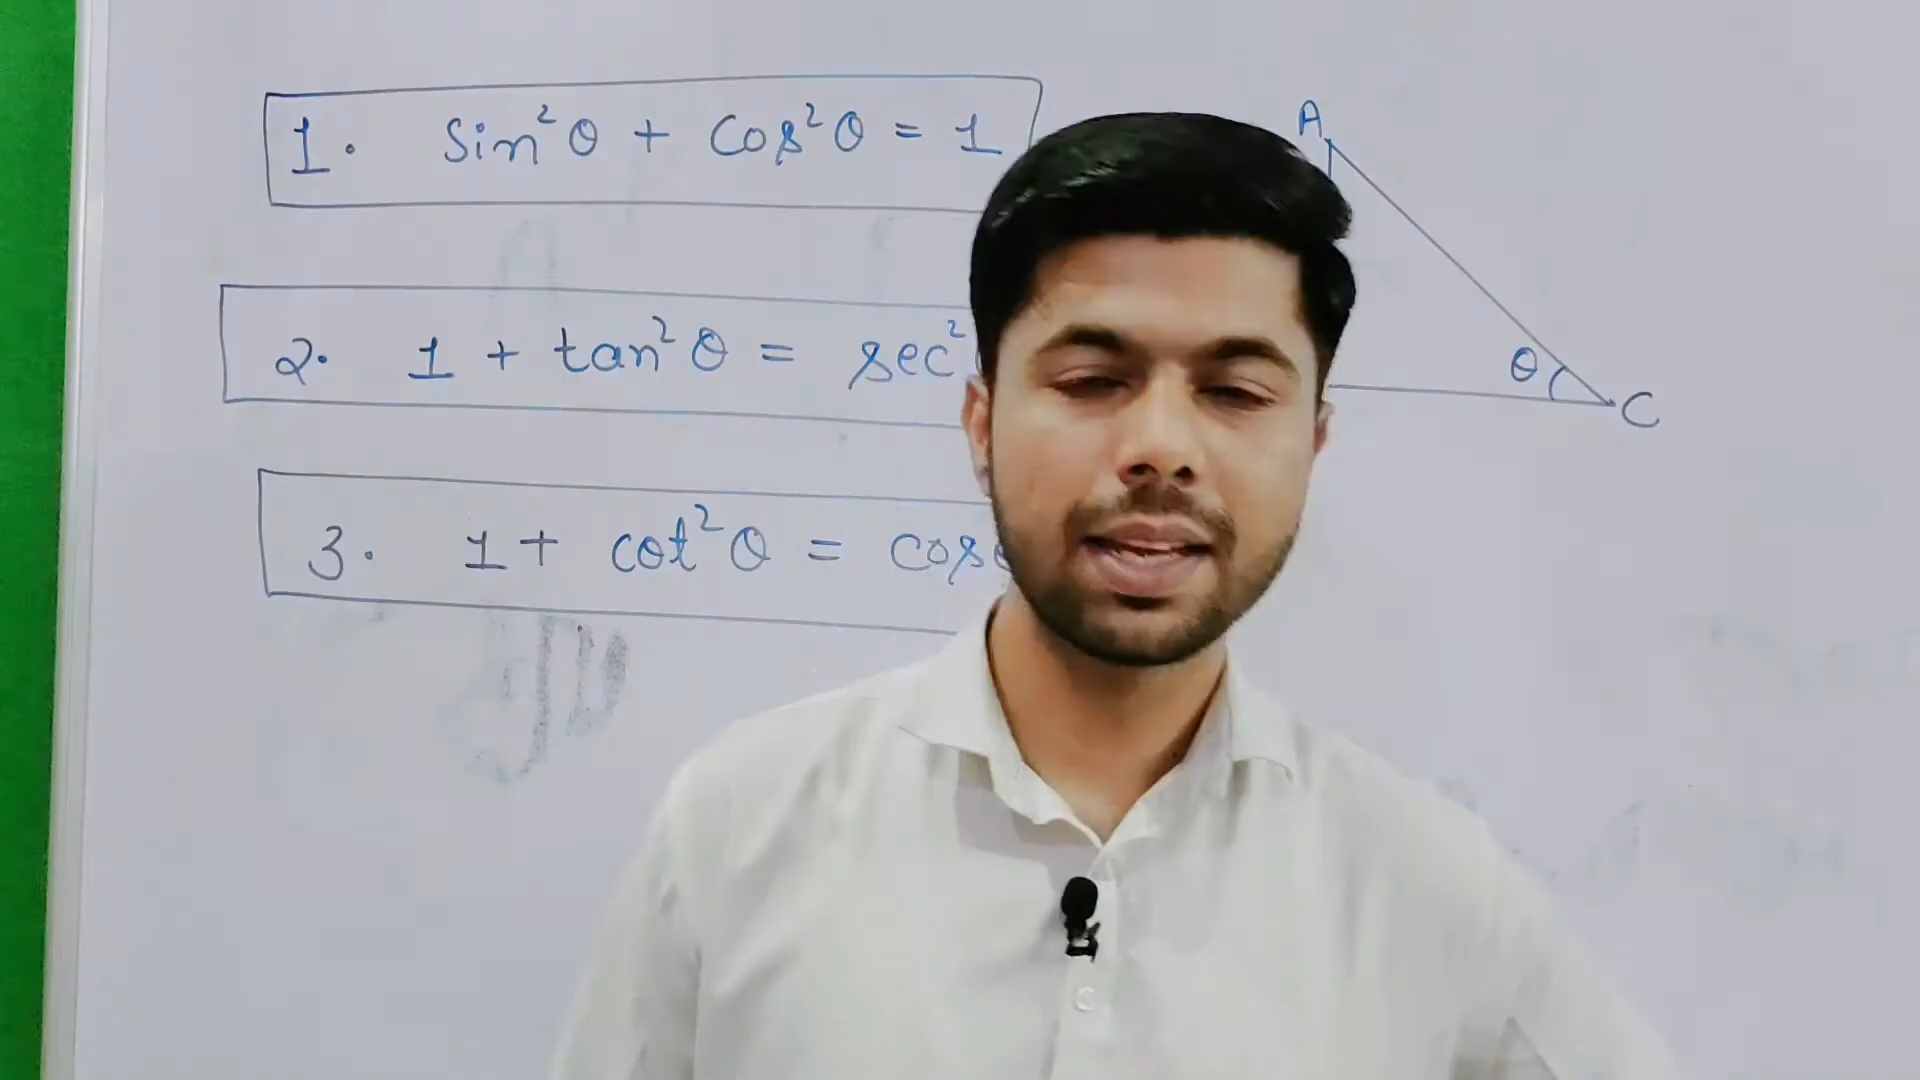 1. Sin²θ + Cos²θ = 1
A
2. 1 + tan²θ = sec²
θ
C
3. 1 + cot²θ = cos